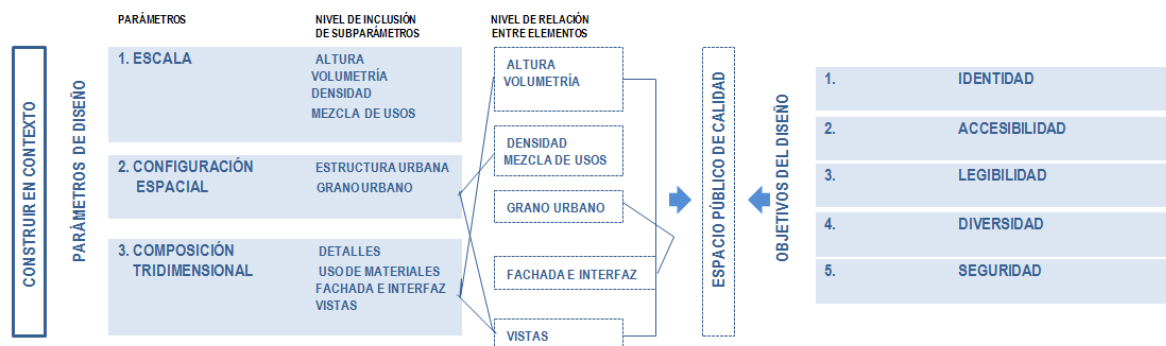 PARÁMETROS
NIVEL DE INCLUSIÓN
DE SUBPARÁMETROS
NIVEL DE RELACIÓN
ENTRE ELEMENTOS
CONSTRUIR EN CONTEXTO
PARÁMETROS DE DISEÑO
1. ESCALA
ALTURA
VOLUMETRÍA
DENSIDAD
MEZCLA DE USOS
2. CONFIGURACIÓN
ESPACIAL
ESTRUCTURA URBANA
GRANO URBANO
3. COMPOSICIÓN
TRIDIMENSIONAL
DETALLES
USO DE MATERIALES
FACHADA E INTERFAZ
VISTAS
ALTURA
VOLUMETRÍA
DENSIDAD
MEZCLA DE USOS
GRANO URBANO
FACHADA E INTERFAZ
VISTAS
ESPACIO PÚBLICO DE CALIDAD
OBJETIVOS DEL DISEÑO
1. IDENTIDAD
2. ACCESIBILIDAD
3. LEGIBILIDAD
4. DIVERSIDAD
5. SEGURIDAD